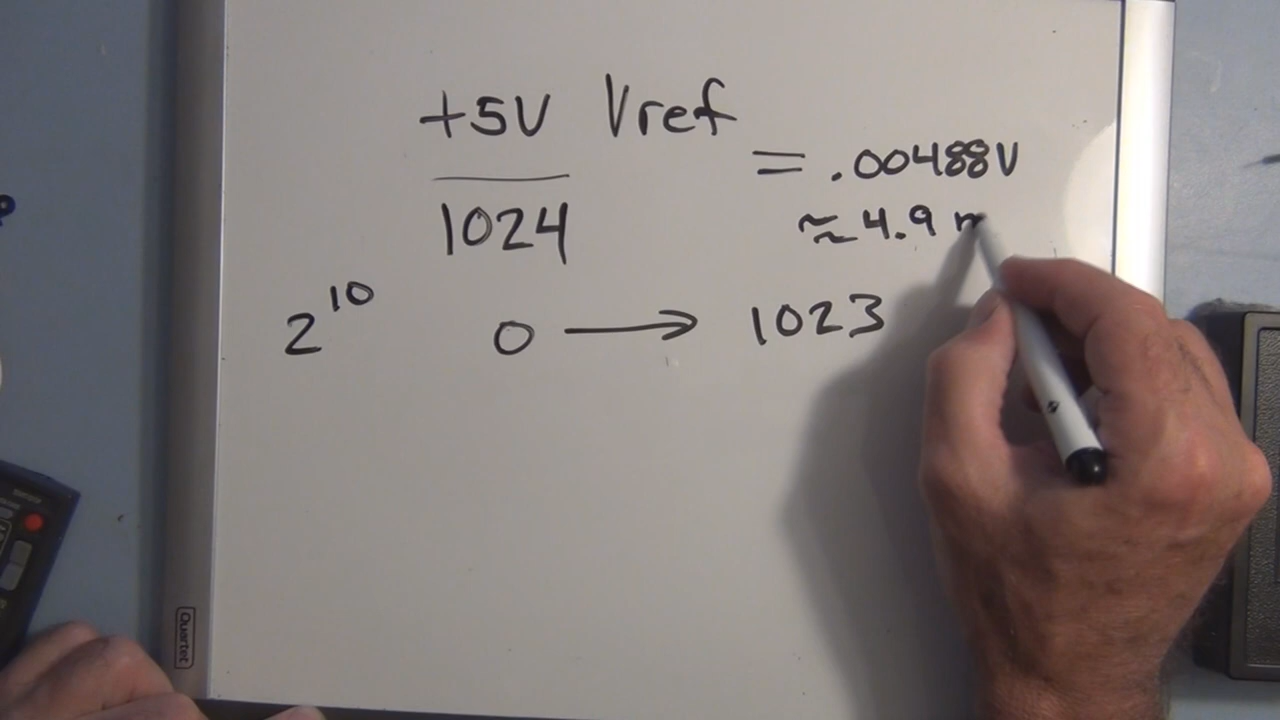 +5V Vref
1024
= .00488V
≈ 4.9 m
2^10 0 → 1023
Quartet